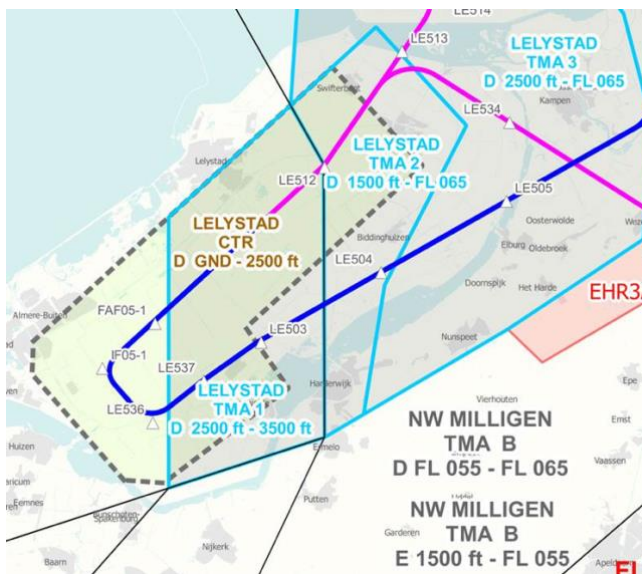 LE514
LE513
LELYSTAD
TMA 3
D 2500 ft - FL 065
Swifterbant
Kampen
LE534
Lelystad
LELYSTAD
TMA 2
D 1500 ft - FL 065
LE512
LE505
LELYSTAD
CTR
D GND - 2500 ft
Biddinghuizen
Oosterwolde
Elburg
Oldebroek
LE504
Doornspijk
Het Harde
EHR3
FAF05-1
Almere-Buiten
LE503
Nunspeet
IF05-1
LE537
LELYSTAD
TMA 1
D 2500 ft - 3500 ft
Harderwijk
Epe
LE536
Vierhouten
NW MILLIGEN
TMA B
D FL 055 - FL 065
Emst
Vaassen
Huizen
Ermelo
Putten
NW MILLIGEN
TMA B
E 1500 ft - FL 055
Eemnes
Bunschoten-
Spakenburg
Nijkerk
Garderen
Baarn